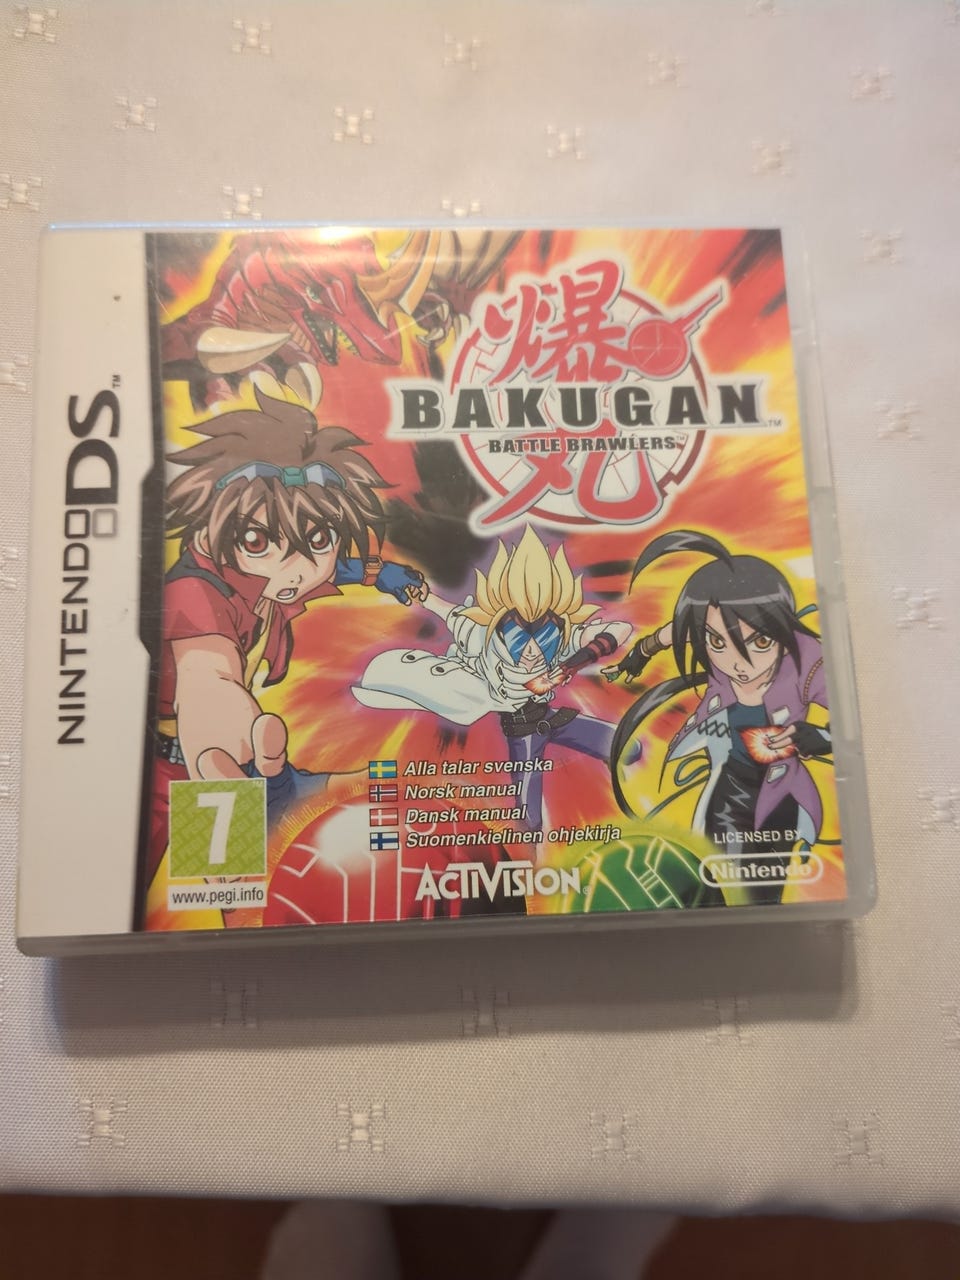 NINTENDO DS™
爆
BAKUGAN™
BATTLE BRAWLERS™
丸
Alla talar svenska
Norsk manual
Dansk manual
Suomenkielinen ohjekirja
7™
www.pegi.info
ACTIVISION®
LICENSED BY
Nintendo